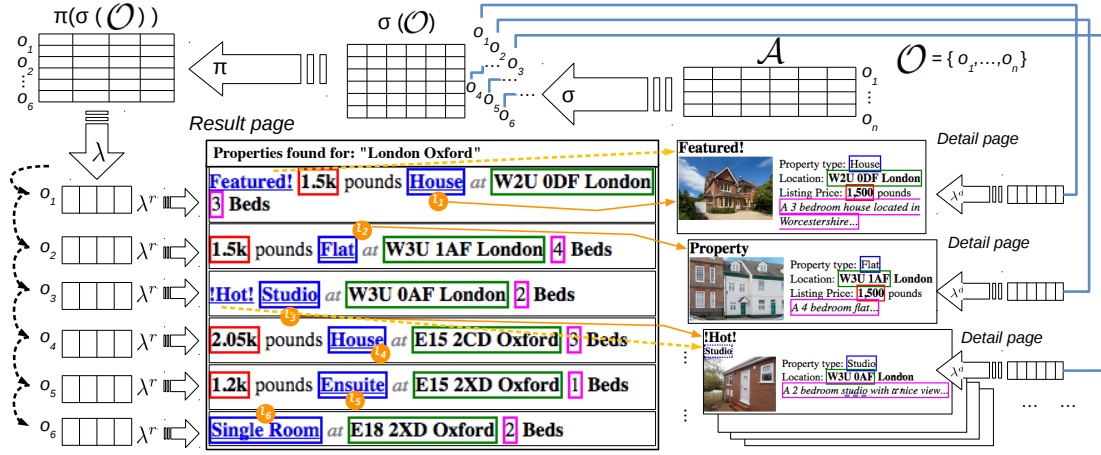 π(σ(𝒪))
σ(𝒪)
𝒜
𝒪 = { o1,...,on}
o1
o2
⋮
o6
π
o1
o2
...
o3
o4
...
o5
o6
σ
o1
⋮
on
λ
Result page
Properties found for: "London Oxford"
o1 λr
Featured! 1.5k pounds House at W2U 0DF London
3 Beds
ι1
ι2
o2 λr
1.5k pounds Flat at W3U 1AF London 4 Beds
o3 λr
!Hot! Studio at W3U 0AF London 2 Beds
ι3
o4 λr
2.05k pounds House at E15 2CD Oxford 3 Beds
ι4
o5 λr
1.2k pounds Ensuite at E15 2XD Oxford 1 Beds
ι5
ι6
o6 λr
Single Room at E18 2XD Oxford 2 Beds
Detail page
Featured!
Property type: House
Location: W2U 0DF London
Listing Price: 1,500 pounds
A 3 bedroom house located in
Worcestershire...
λo
Detail page
Property
Property type: Flat
Location: W3U 1AF London
Listing Price: 1,500 pounds
A 4 bedroom flat...
λo
Detail page
!Hot!
Studio
Property type: Studio
Location: W3U 0AF London
A 2 bedroom studio with a nice view...
λo
⋮ ⋮
... ...